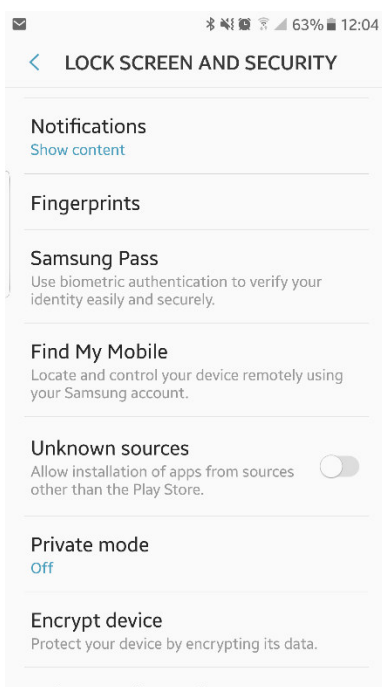 63% 12:04
LOCK SCREEN AND SECURITY
Notifications
Show content
Fingerprints
Samsung Pass
Use biometric authentication to verify your
identity easily and securely.
Find My Mobile
Locate and control your device remotely using
your Samsung account.
Unknown sources
Allow installation of apps from sources
other than the Play Store.
Private mode
Off
Encrypt device
Protect your device by encrypting its data.